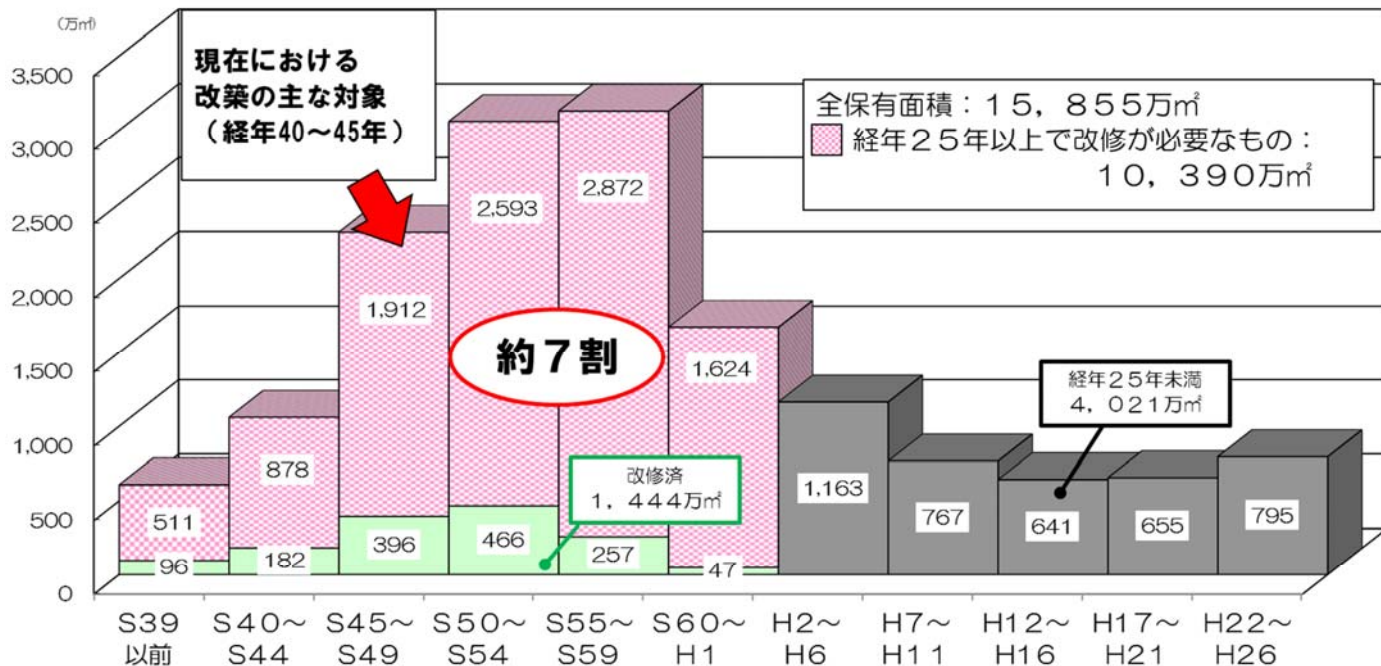 (万㎡)
現在における
改築の主な対象
（経年40～45年）
全保有面積：１５，８５５万㎡
経年２５年以上で改修が必要なもの：
１０，３９０万㎡
3,500
3,000
2,500
2,000
1,500
1,000
500
0
約７割
経年２５年未満
４，０２１万㎡
改修済
１，４４４万㎡
511
878
1,912
2,593
2,872
1,624
96
182
396
466
257
47
1,163
767
641
655
795
S39 S40～ S45～ S50～ S55～ S60～ H2～ H7～ H12～ H17～ H22～
以前 S44 S49 S54 S59 H1 H6 H11 H16 H21 H26